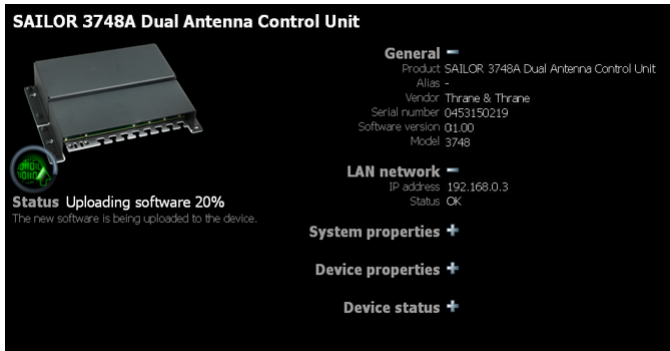 SAILOR 3748A Dual Antenna Control Unit
General
Product SAILOR 3748A Dual Antenna Control Unit
Alias -
Vendor Thrane & Thrane
Serial number 0453150219
Software version 01.00
Model 3748
LAN network
IP address 192.168.0.3
Status OK
Status Uploading software 20%
The new software is being uploaded to the device.
System properties
Device properties
Device status